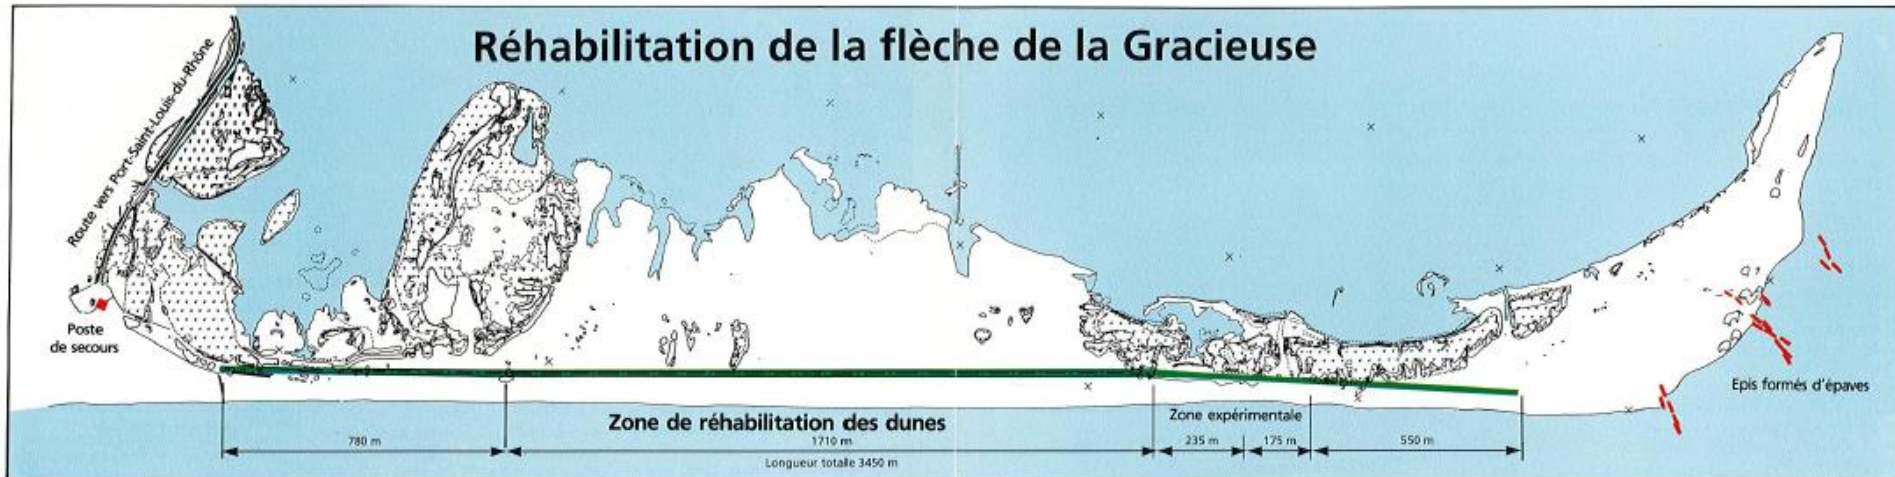 Réhabilitation de la flèche de la Gracieuse
Route vers Port-Saint-Louis-du-Rhône
Poste
de secours
Epis formés d'épaves
Zone de réhabilitation des dunes
Zone expérimentale
780 m
1710 m
235 m
175 m
550 m
Longueur totalle 3450 m